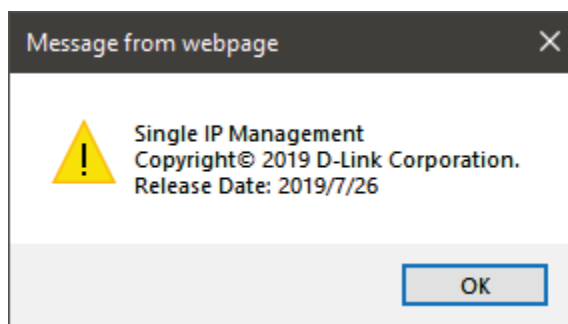 Message from webpage
Single IP Management
Copyright© 2019 D-Link Corporation.
Release Date: 2019/7/26
OK